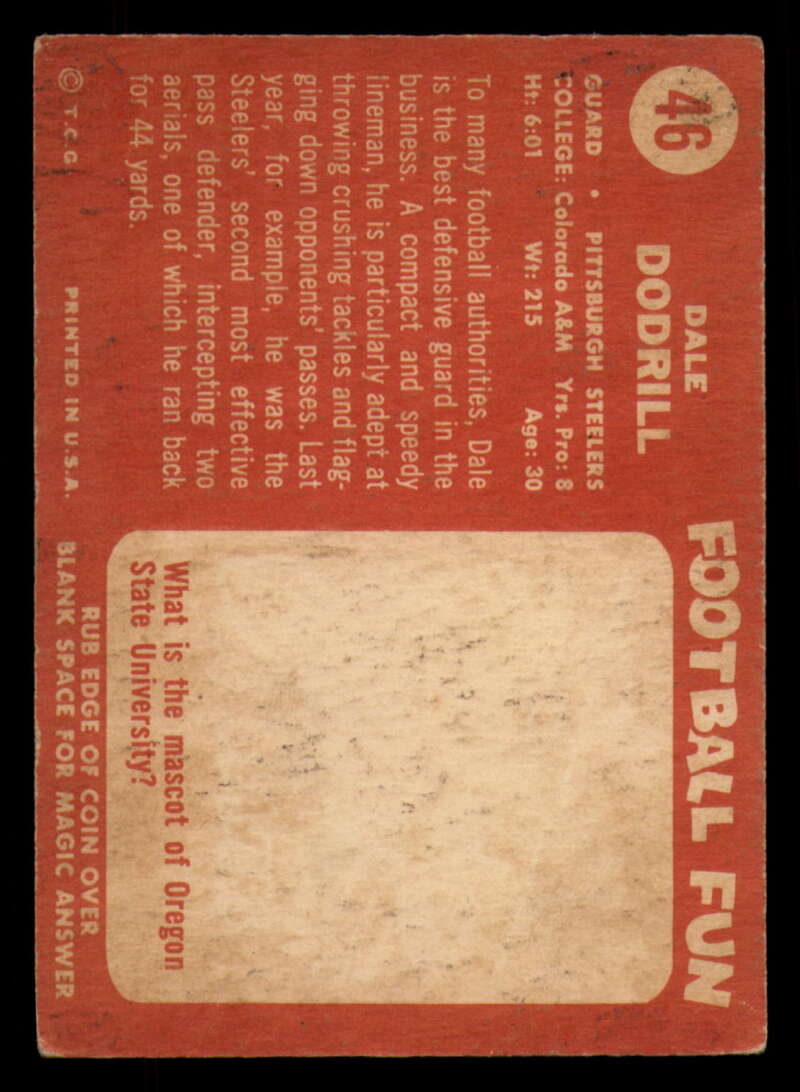 46
DALE
DODRILL
GUARD • PITTSBURGH STEELERS
COLLEGE: Colorado A&M Yrs. Pro: 8
Ht: 6:01 Wt: 215 Age: 30
To many football authorities, Dale
is the best defensive guard in the
business. A compact and speedy
lineman, he is particularly adept at
throwing crushing tackles and flag-
ging down opponents' passes. Last
year, for example, he was the
Steelers' second most effective
pass defender, intercepting two
aerials, one of which he ran back
for 44 yards.
© T.C.G. PRINTED IN U.S.A.
FOOTBALL FUN
What is the mascot of Oregon
State University?
RUB EDGE OF COIN OVER
BLANK SPACE FOR MAGIC ANSWER